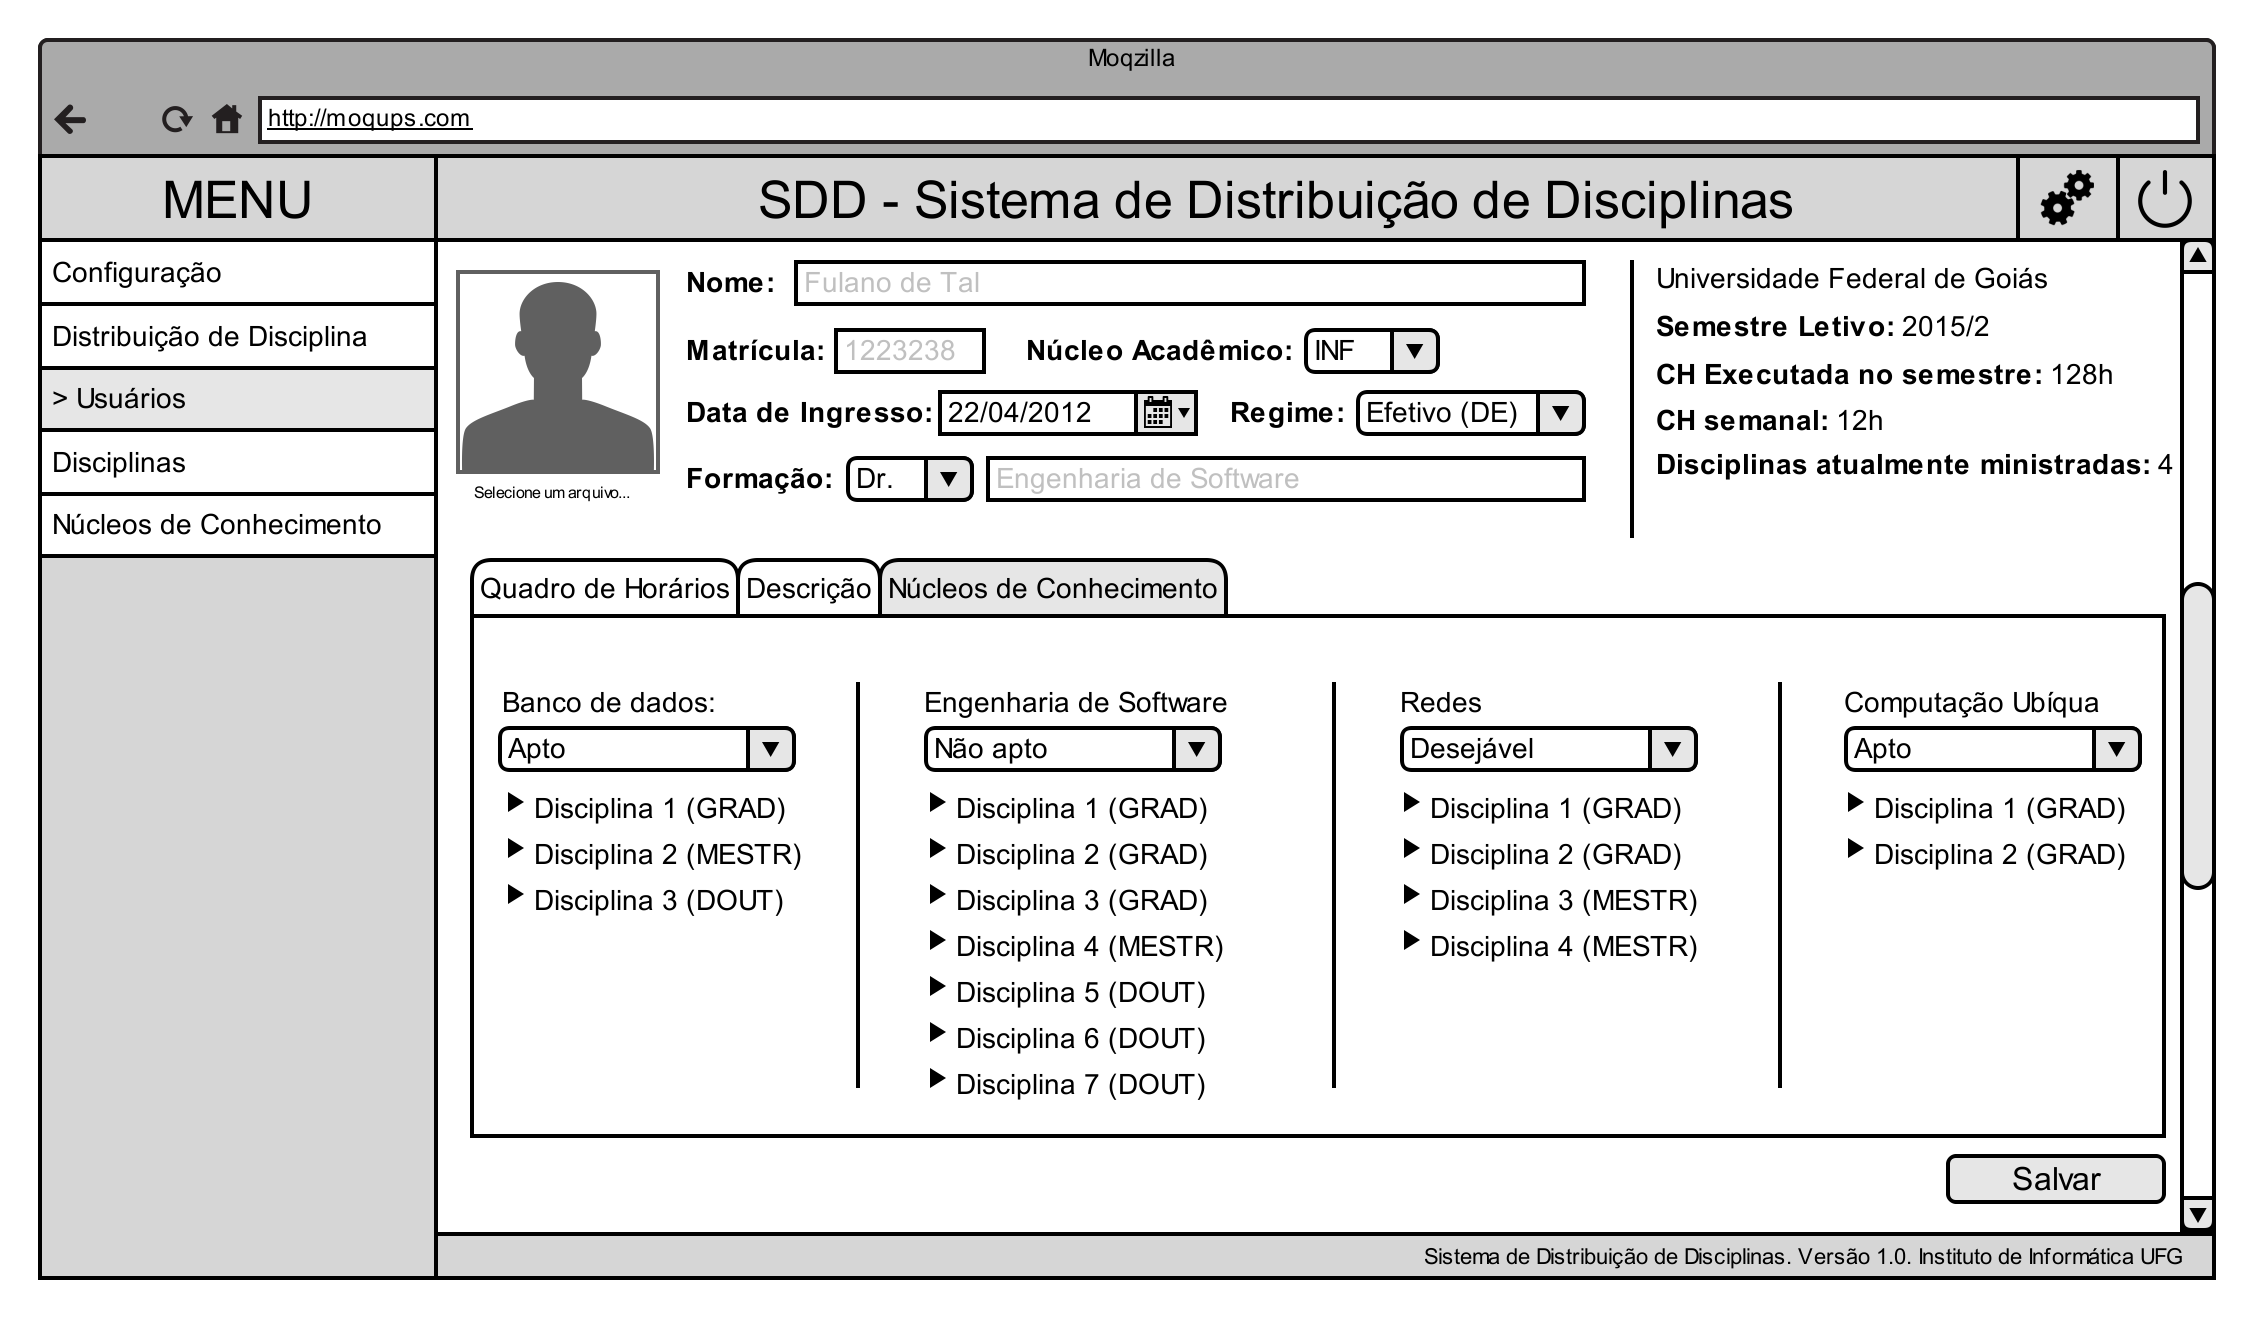 Moqzilla
http://moqups.com
MENU
SDD - Sistema de Distribuição de Disciplinas
Configuração
Distribuição de Disciplina
> Usuários
Disciplinas
Núcleos de Conhecimento
Selecione um arquivo...
Nome: Fulano de Tal
Matrícula: 1223238 Núcleo Acadêmico: INF
Data de Ingresso: 22/04/2012 Regime: Efetivo (DE)
Formação: Dr. Engenharia de Software
Universidade Federal de Goiás
Semestre Letivo: 2015/2
CH Executada no semestre: 128h
CH semanal: 12h
Disciplinas atualmente ministradas: 4
Quadro de Horários Descrição Núcleos de Conhecimento
Banco de dados:
Apto
Disciplina 1 (GRAD)
Disciplina 2 (MESTR)
Disciplina 3 (DOUT)
Engenharia de Software
Não apto
Disciplina 1 (GRAD)
Disciplina 2 (GRAD)
Disciplina 3 (GRAD)
Disciplina 4 (MESTR)
Disciplina 5 (DOUT)
Disciplina 6 (DOUT)
Disciplina 7 (DOUT)
Redes
Desejável
Disciplina 1 (GRAD)
Disciplina 2 (GRAD)
Disciplina 3 (MESTR)
Disciplina 4 (MESTR)
Computação Ubíqua
Apto
Disciplina 1 (GRAD)
Disciplina 2 (GRAD)
Salvar
Sistema de Distribuição de Disciplinas. Versão 1.0. Instituto de Informática UFG